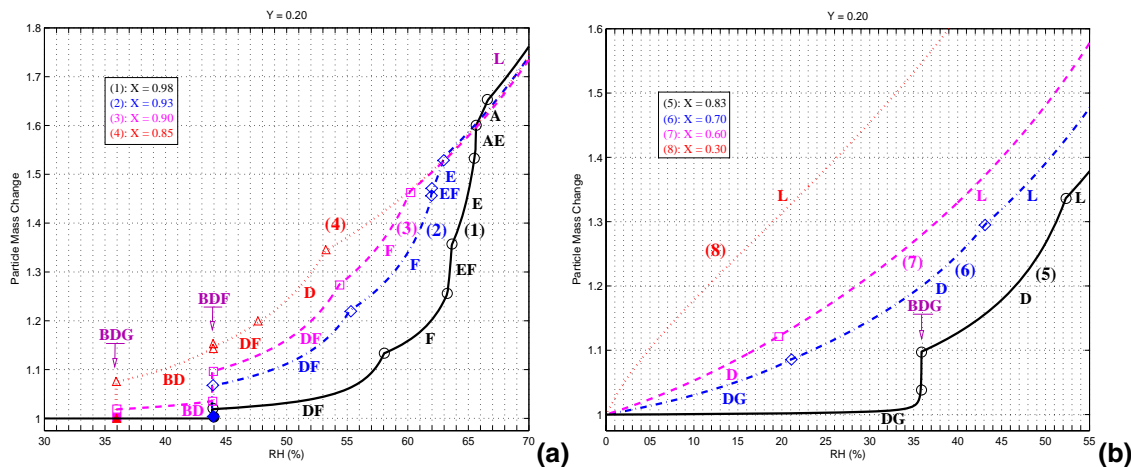 Y = 0.20
1.8
1.7
1.6
1.5
1.4
1.3
1.2
1.1
1
Particle Mass Change
30
35
40
45
50
55
60
65
70
RH (%)
(1): X = 0.98
(2): X = 0.93
(3): X = 0.90
(4): X = 0.85
L
A
AE
E
E
EF
(4)
(3)
(2)
(1)
F
F
EF
D
BDF
BDG
DF
DF
DF
F
BD
BD
DF
(a)
Y = 0.20
1.6
1.5
1.4
1.3
1.2
1.1
1
Particle Mass Change
0
05
10
15
20
25
30
35
40
45
50
55
RH (%)
(5): X = 0.83
(6): X = 0.70
(7): X = 0.60
(8): X = 0.30
L
L
L
L
(8)
(7)
(6)
(5)
D
D
BDG
D
DG
DG
(b)